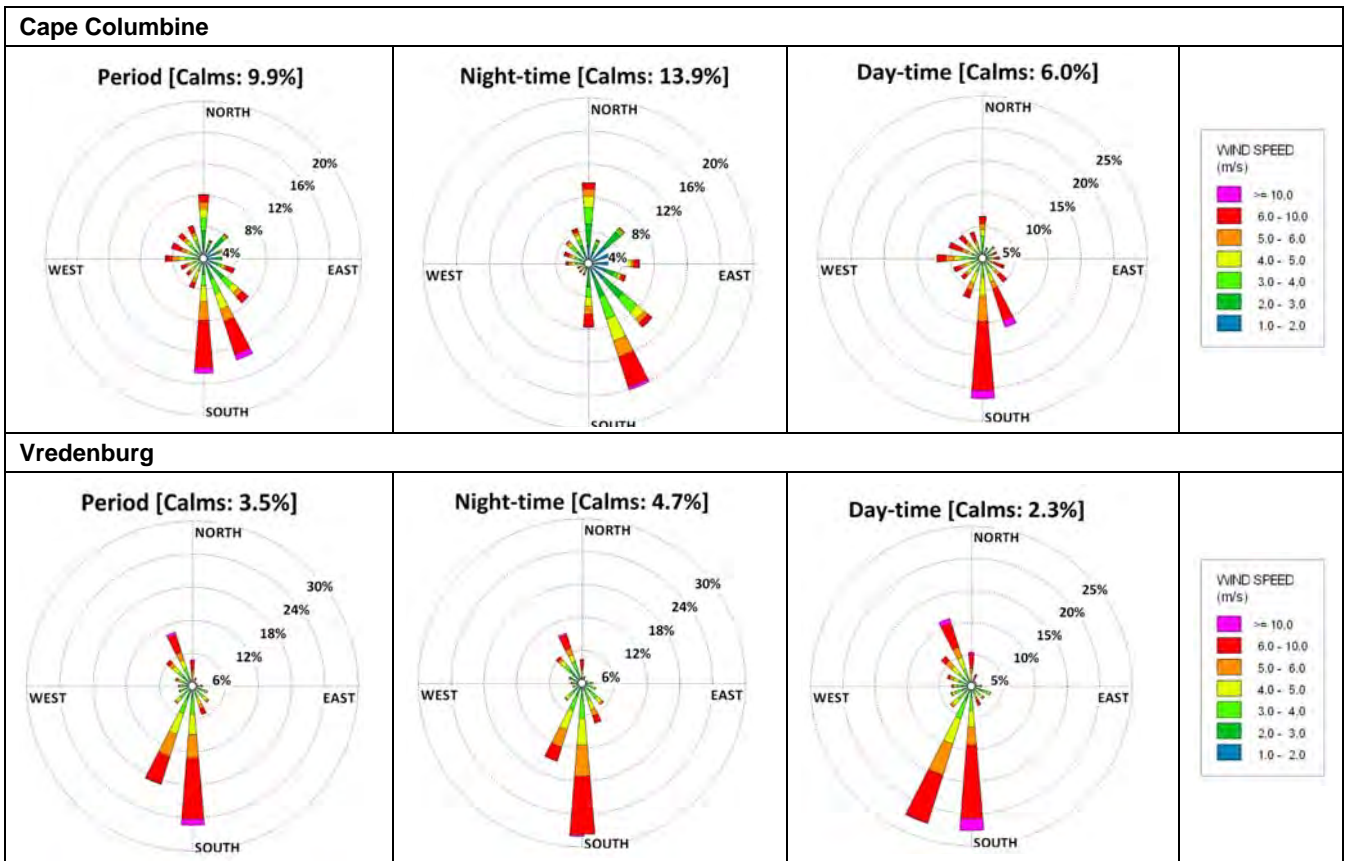 Cape Columbine
Period [Calms: 9.9%]
NORTH
20%
16%
12%
8%
4%
WEST
EAST
SOUTH
Night-time [Calms: 13.9%]
NORTH
20%
16%
12%
8%
4%
WEST
EAST
SOUTH
Day-time [Calms: 6.0%]
NORTH
25%
20%
15%
10%
5%
WEST
EAST
SOUTH
WIND SPEED
(m/s)
>= 10.0
6.0 - 10.0
5.0 - 6.0
4.0 - 5.0
3.0 - 4.0
2.0 - 3.0
1.0 - 2.0
Vredenburg
Period [Calms: 3.5%]
NORTH
30%
24%
18%
12%
6%
WEST
EAST
SOUTH
Night-time [Calms: 4.7%]
NORTH
30%
24%
18%
12%
6%
WEST
EAST
SOUTH
Day-time [Calms: 2.3%]
NORTH
25%
20%
15%
10%
5%
WEST
EAST
SOUTH
WIND SPEED
(m/s)
>= 10.0
6.0 - 10.0
5.0 - 6.0
4.0 - 5.0
3.0 - 4.0
2.0 - 3.0
1.0 - 2.0